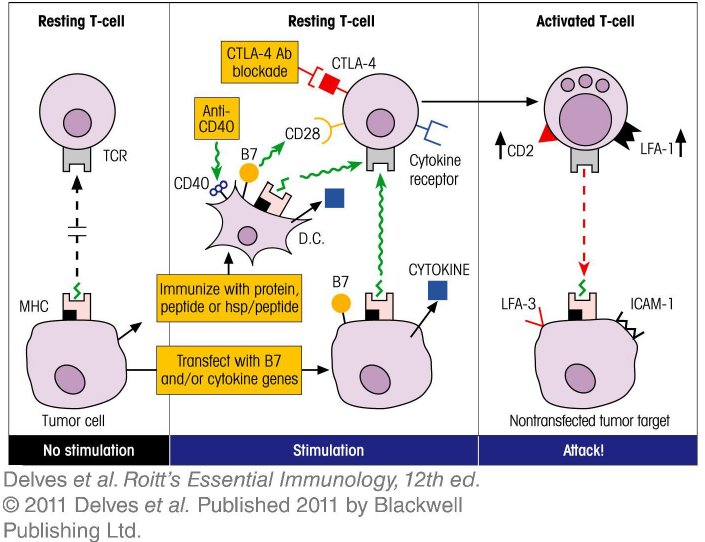 Resting T-cell
TCR
MHC
Tumor cell
No stimulation
Resting T-cell
CTLA-4 Ab
blockade
CTLA-4
Anti-
CD40
B7
CD28
CD40
Cytokine
receptor
D.C.
Immunize with protein,
peptide or hsp/peptide
B7
CYTOKINE
Transfect with B7
and/or cytokine genes
Stimulation
Activated T-cell
CD2
LFA-1
LFA-3
ICAM-1
Nontransfected tumor target
Attack!
Delves et al. Roitt's Essential Immunology, 12th ed.
© 2011 Delves et al. Published 2011 by Blackwell
Publishing Ltd.